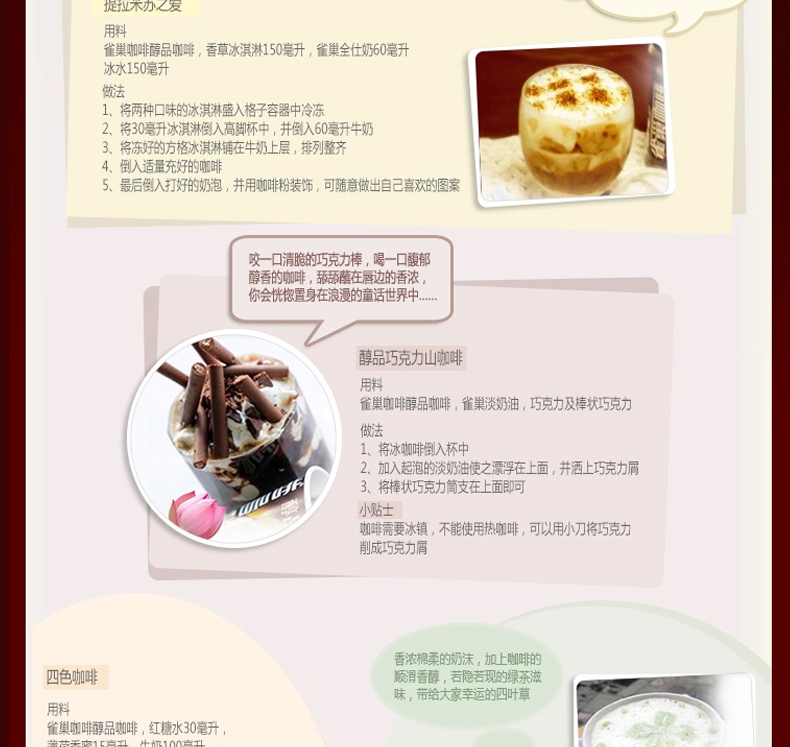 提拉米苏之爱
用料
雀巢咖啡醇品咖啡，香草冰淇淋150毫升，雀巢全仕奶60毫升
冰水150毫升
做法
1、将两种口味的冰淇淋盛入格子容器中冷冻
2、将30毫升冰淇淋倒入高脚杯中，并倒入60毫升牛奶
3、将冻好的方格冰淇淋铺在牛奶上层，排列整齐
4、倒入适量充好的咖啡
5、最后倒入打好的奶泡，并用咖啡粉装饰，可随意做出自己喜欢的图案
咬一口清脆的巧克力棒，喝一口馥郁
醇香的咖啡，舔舔蘸在唇边的香浓，
你会恍惚置身在浪漫的童话世界中......
醇品巧克力山咖啡
用料
雀巢咖啡醇品咖啡，雀巢淡奶油，巧克力及棒状巧克力
做法
1、将冰咖啡倒入杯中
2、加入起泡的淡奶油使之漂浮在上面，并洒上巧克力屑
3、将棒状巧克力筒支在上面即可
小贴士
咖啡需要冰镇，不能使用热咖啡，可以用小刀将巧克力
削成巧克力屑
香浓棉柔的奶沫，加上咖啡的
顺滑香醇，若隐若现的绿茶滋
味，带给大家幸运的四叶草
四色咖啡
用料
雀巢咖啡醇品咖啡，红糖水30毫升，
薄荷香蜜15毫升，牛奶100毫升